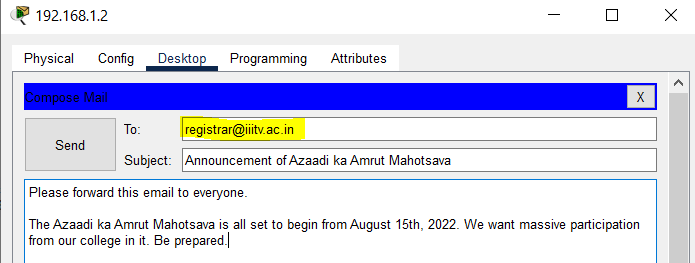 192.168.1.2
Physical Config Desktop Programming Attributes
Compose Mail X
Send
To: registrar@iiitv.ac.in
Subject: Announcement of Azaadi ka Amrut Mahotsava
Please forward this email to everyone.
The Azaadi ka Amrut Mahotsava is all set to begin from August 15th, 2022. We want massive participation
from our college in it. Be prepared.